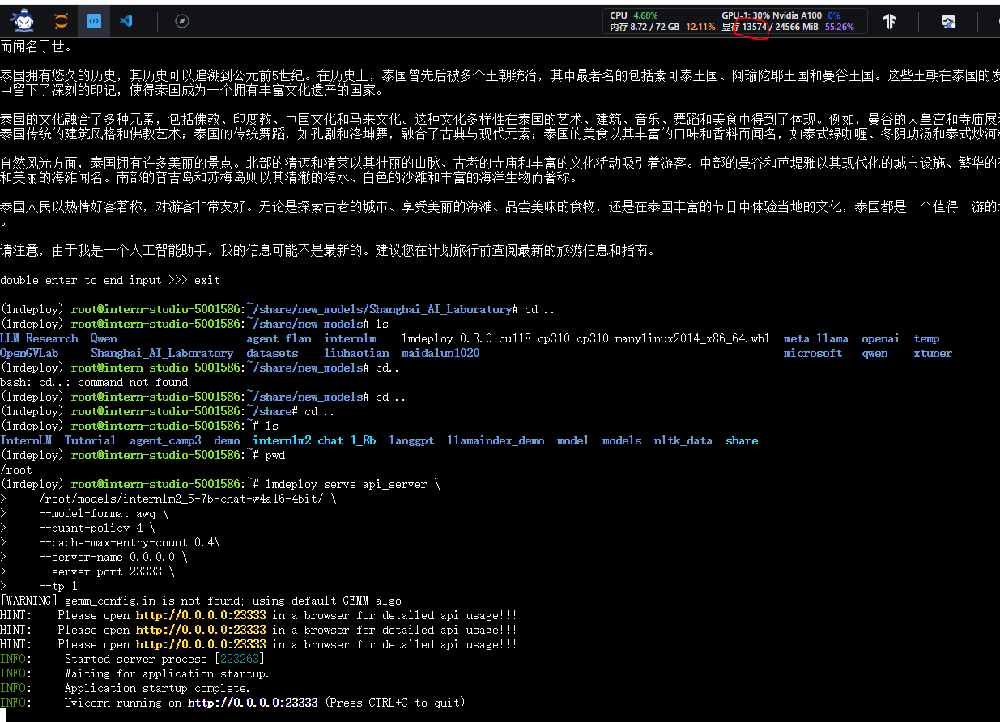 CPU 4.68% GPU-1: 30% Nvidia A100 0%
内存 8.72 / 72 GB 12.11% 显存 13574 / 24566 MiB 55.26%
而闻名于世。
泰国拥有悠久的历史，其历史可以追溯到公元前5世纪。在历史上，泰国曾先后被多个王朝统治，其中最著名的包括素可泰王国、阿瑜陀耶王国和曼谷王国。这些王朝在泰国的发
中留下了深刻的印记，使得泰国成为一个拥有丰富文化遗产的国家。
泰国的文化融合了多种元素，包括佛教、印度教、中国文化和马来文化。这种文化多样性在泰国的艺术、建筑、音乐、舞蹈和美食中得到了体现。例如，曼谷的大皇宫和寺庙展
泰国传统的建筑风格和佛教艺术；泰国的传统舞蹈，如孔剧和洛坤舞，融合了古典与现代元素；泰国的美食以其丰富的口味和香料而闻名，如泰式绿咖喱、冬阴功汤和泰式炒河
自然风光方面，泰国拥有许多美丽的景点。北部的清迈和清莱以其壮丽的山脉、古老的寺庙和丰富的文化活动吸引着游客。中部的曼谷和芭堤雅以其现代化的城市设施、繁华的
和美丽的海滩闻名。南部的普吉岛和苏梅岛则以其清澈的海水、白色的沙滩和丰富的海洋生物而著称。
泰国人民以热情好客著称，对游客非常友好。无论是探索古老的城市、享受美丽的海滩、品尝美味的食物，还是在泰国丰富的节日中体验当地的文化，泰国都是一个值得一游的
。
请注意，由于我是一个人工智能助手，我的信息可能不是最新的。建议您在计划旅行前查阅最新的旅游信息和指南。
double enter to end input >>> exit
(lmdeploy) root@intern-studio-5001586:~/share/new_models/Shanghai_AI_Laboratory# cd ..
(lmdeploy) root@intern-studio-5001586:~/share/new_models# ls
LLM-Research Qwen agent-flan internlm lmdeploy-0.3.0+cu118-cp310-cp310-manylinux2014_x86_64.whl meta-llama openai temp
OpenGVLab Shanghai_AI_Laboratory datasets liuhaotian maidalun1020 microsoft qwen xtuner
(lmdeploy) root@intern-studio-5001586:~/share/new_models# cd..
bash: cd..: command not found
(lmdeploy) root@intern-studio-5001586:~/share/new_models# cd ..
(lmdeploy) root@intern-studio-5001586:~/share# cd ..
(lmdeploy) root@intern-studio-5001586:~# ls
InternLM Tutorial agent_camp3 demo internlm2-chat-1_8b langgpt llamaindex_demo model models nltk_data share
(lmdeploy) root@intern-studio-5001586:~# pwd
/root
(lmdeploy) root@intern-studio-5001586:~# lmdeploy serve api_server \
> /root/models/internlm2_5-7b-chat-w4a16-4bit/ \
> --model-format awq \
> --quant-policy 4 \
> --cache-max-entry-count 0.4\
> --server-name 0.0.0.0 \
> --server-port 23333 \
> --tp 1
[WARNING] gemm_config.in is not found; using default GEMM algo
HINT: Please open http://0.0.0.0:23333 in a browser for detailed api usage!!!
HINT: Please open http://0.0.0.0:23333 in a browser for detailed api usage!!!
HINT: Please open http://0.0.0.0:23333 in a browser for detailed api usage!!!
INFO: Started server process [223263]
INFO: Waiting for application startup.
INFO: Application startup complete.
INFO: Uvicorn running on http://0.0.0.0:23333 (Press CTRL+C to quit)